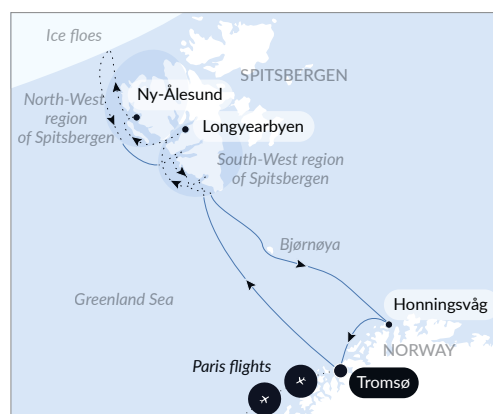 Ice floes
SPITSBERGEN
Ny-Ålesund
North-West
region
of Spitsbergen
Longyearbyen
South-West region
of Spitsbergen
Bjørnøya
Greenland Sea
Honningsvåg
NORWAY
Paris flights
Tromsø